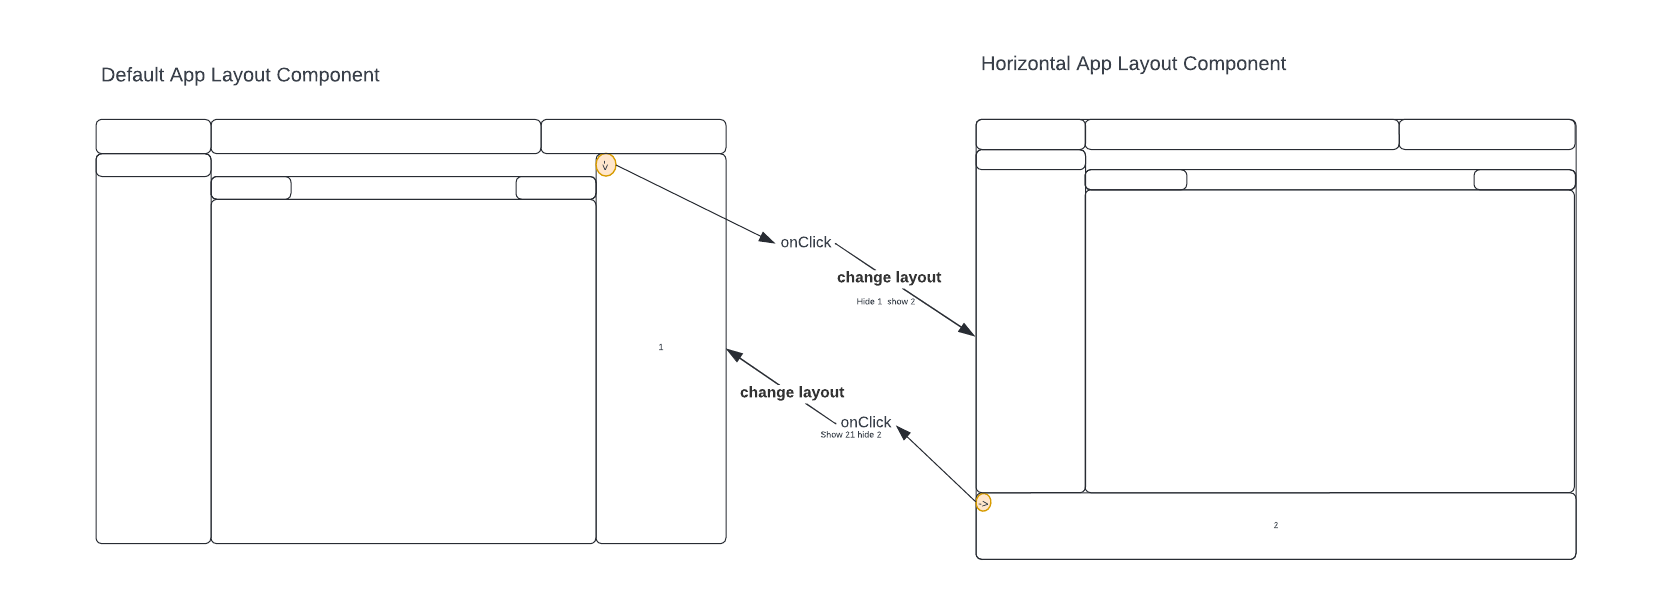 Default App Layout Component
Horizontal App Layout Component
onClick
change layout
Hide 1 show 2
1
change layout
onClick
Show 21 hide 2
->
2